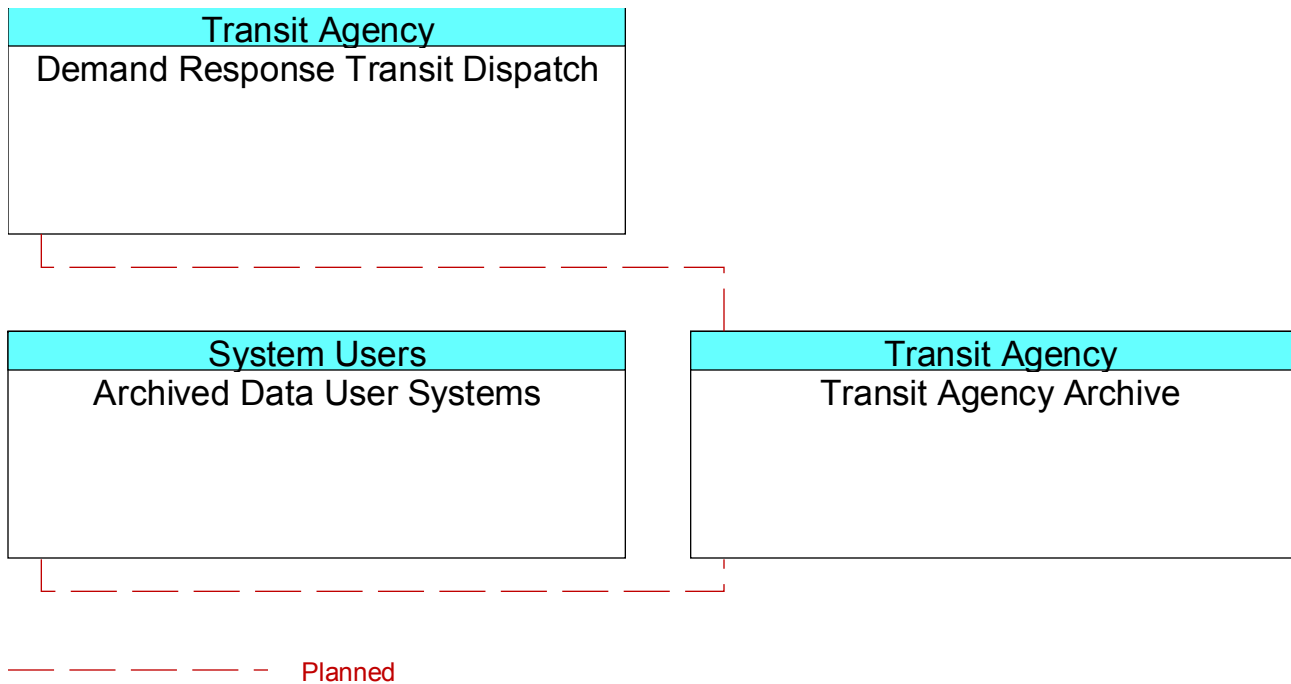 Transit Agency
Demand Response Transit Dispatch
System Users
Archived Data User Systems
Transit Agency
Transit Agency Archive
Planned